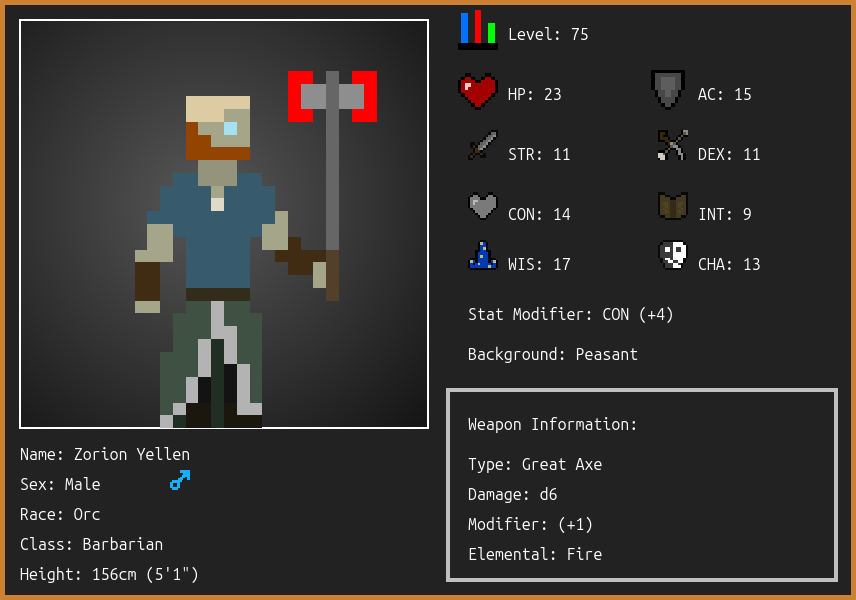 Level: 75
HP: 23
AC: 15
STR: 11
DEX: 11
CON: 14
INT: 9
WIS: 17
CHA: 13
Stat Modifier: CON (+4)
Background: Peasant
Weapon Information:
Type: Great Axe
Damage: d6
Modifier: (+1)
Elemental: Fire
Name: Zorion Yellen
Sex: Male
Race: Orc
Class: Barbarian
Height: 156cm (5'1")